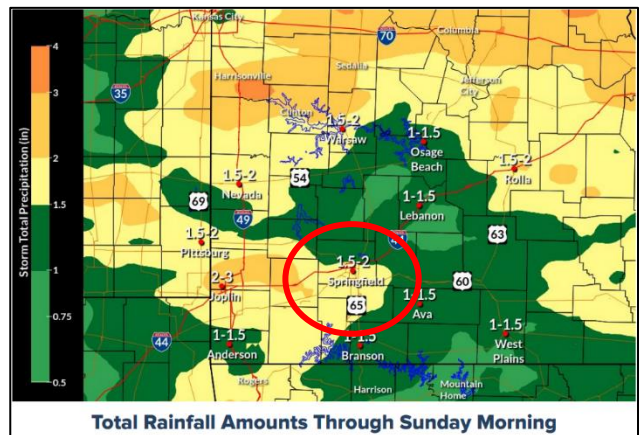 Storm Total Precipitation (in)
4
3
2
1.5
1
0.75
0.5
Kansas City
70
Columbia
35
Harrisonville
Sedalia
Jefferson
City
Clinton
1.5-2
Warsaw
1-1.5
Osage
Beach
1.5-2
Rolla
1.5-2
Nevada
54
69
49
1-1.5
Lebanon
1.5-2
Pittsburg
44
63
1.5-2
Springfield
2-3
Joplin
60
65
1-1.5
Ava
44
1-1.5
Anderson
1-1.5
Branson
1-1.5
West
Plains
Rogers
Harrison
Mountain
Home
Total Rainfall Amounts Through Sunday Morning